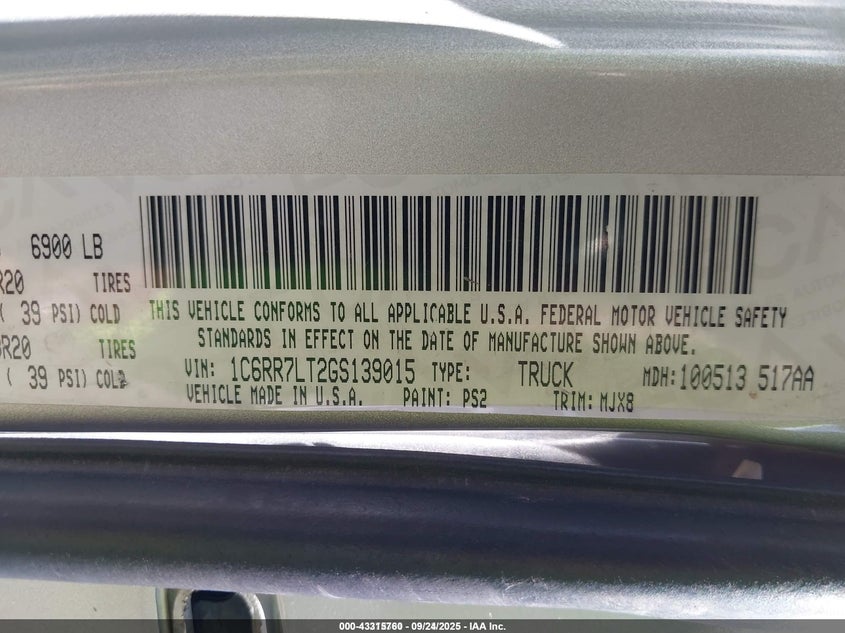 6900 LB
R20 TIRES
( 39 PSI) COLD
R20 TIRES
( 39 PSI) COLD
THIS VEHICLE CONFORMS TO ALL APPLICABLE U.S.A. FEDERAL MOTOR VEHICLE SAFETY
STANDARDS IN EFFECT ON THE DATE OF MANUFACTURE SHOWN ABOVE.
VIN: 1C6RR7LT2GS139015 TYPE: TRUCK MDH:100513 517AA
VEHICLE MADE IN U.S.A. PAINT: PS2 TRIM: MJX8
000-43315760 - 09/24/2025 - IAA Inc.